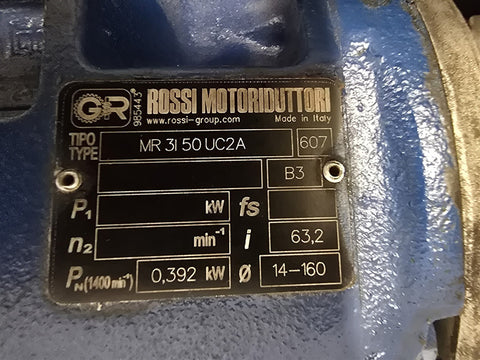 GR 985443 ROSSI MOTORIDUTTORI
www.rossi-group.com Made in Italy
TIPO TYPE MR 3I 50 UC2A 607
B3
P1 kW fs
n2 min⁻¹ i 63,2
PN(1400 min⁻¹) 0,392 kW Ø 14-160